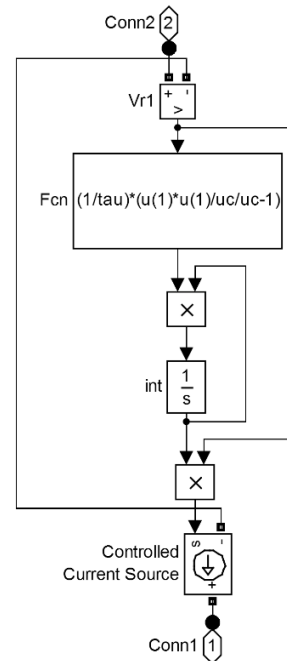 Conn2 2
+ -
Vr1
v
Fcn (1/tau)*(u(1)*u(1)/uc/uc-1)
×
int 1
s
×
s -
Controlled
Current Source
+
Conn1 1